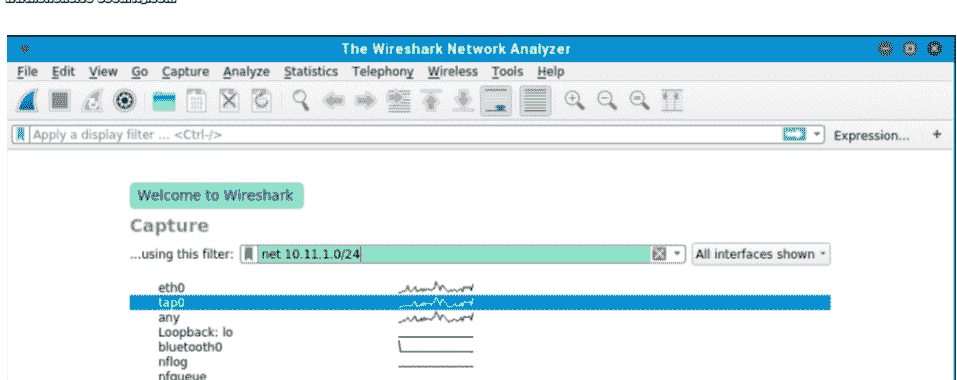 The Wireshark Network Analyzer
File Edit View Go Capture Analyze Statistics Telephony Wireless Tools Help
Apply a display filter ... <Ctrl-/> Expression... +
Welcome to Wireshark
Capture
...using this filter: net 10.11.1.0/24 All interfaces shown
eth0
tap0
any
Loopback: lo
bluetooth0
nflog
nfqueue